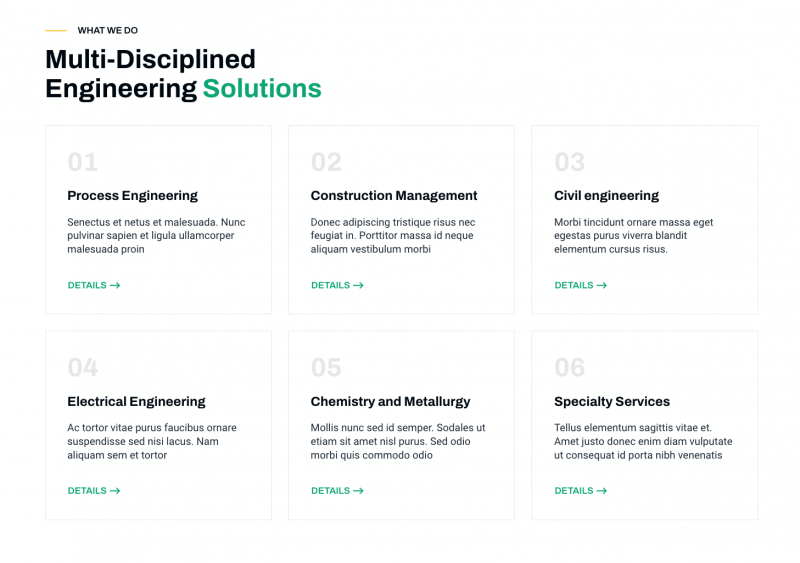 WHAT WE DO
Multi-Disciplined
Engineering Solutions
01
Process Engineering
Senectus et netus et malesuada. Nunc
pulvinar sapien et ligula ullamcorper
malesuada proin
DETAILS →
02
Construction Management
Donec adipiscing tristique risus nec
feugiat in. Porttitor massa id neque
aliquam vestibulum morbi
DETAILS →
03
Civil engineering
Morbi tincidunt ornare massa eget
egestas purus viverra blandit
elementum cursus risus.
DETAILS →
04
Electrical Engineering
Ac tortor vitae purus faucibus ornare
suspendisse sed nisi lacus. Nam
aliquam sem et tortor
DETAILS →
05
Chemistry and Metallurgy
Mollis nunc sed id semper. Sodales ut
etiam sit amet nisl purus. Sed odio
morbi quis commodo odio
DETAILS →
06
Specialty Services
Tellus elementum sagittis vitae et.
Amet justo donec enim diam vulputate
ut consequat id porta nibh venenatis
DETAILS →